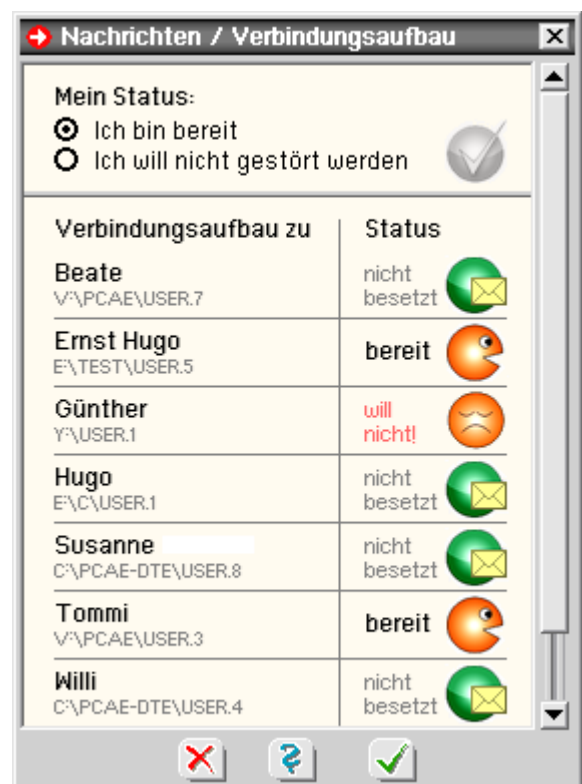 Nachrichten / Verbindungsaufbau
Mein Status:
Ich bin bereit
Ich will nicht gestört werden
Verbindungsaufbau zu Status
Beate
V:\PCAE\USER.7
nicht
besetzt
Ernst Hugo
E:\TEST\USER.5
bereit
Günther
Y:\USER.1
will
nicht!
Hugo
E:\C\USER.1
nicht
besetzt
Susanne
C:\PCAE-DTE\USER.8
nicht
besetzt
Tommi
V:\PCAE\USER.3
bereit
Willi
C:\PCAE-DTE\USER.4
nicht
besetzt